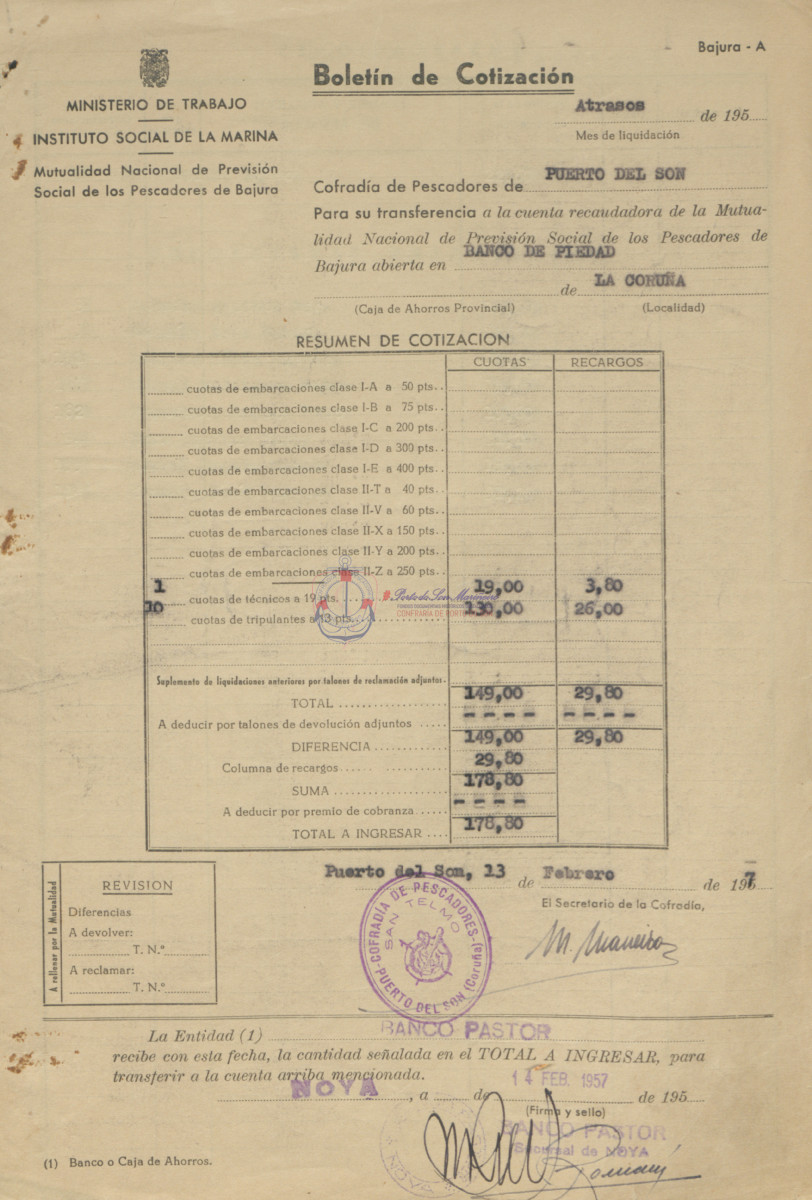 Bajura - A
MINISTERIO DE TRABAJO
INSTITUTO SOCIAL DE LA MARINA
Mutualidad Nacional de Previsión
Social de los Pescadores de Bajura
Boletín de Cotización
Atrasos de 195
Mes de liquidación
Cofradía de Pescadores de PUERTO DEL SON
Para su transferencia a la cuenta recaudadora de la Mutua-
lidad Nacional de Previsión Social de los Pescadores de
Bajura abierta en BANCO DE PIEDAD
de LA CORUÑA
(Caja de Ahorros Provincial) (Localidad)
RESUMEN DE COTIZACION
CUOTAS RECARGOS
cuotas de embarcaciones clase I-A a 50 pts.
cuotas de embarcaciones clase I-B a 75 pts.
cuotas de embarcaciones clase I-C a 200 pts.
cuotas de embarcaciones clase I-D a 300 pts.
cuotas de embarcaciones clase I-E a 400 pts.
cuotas de embarcaciones clase II-T a 40 pts.
cuotas de embarcaciones clase II-V a 60 pts.
cuotas de embarcaciones clase II-X a 150 pts.
cuotas de embarcaciones clase II-Y a 200 pts.
cuotas de embarcaciones clase II-Z a 250 pts.
1 cuotas de técnicos a 19 pts. 19,00 3,80
10 cuotas de tripulantes a 13 pts. 130,00 26,00
Porto do Son Mariñeiro
Suplemento de liquidaciones anteriores por talones de reclamación adjuntos.
TOTAL 149,00 29,80
A deducir por talones de devolución adjuntos - - - - - - - -
DIFERENCIA 149,00 29,80
Columna de recargos 29,80
SUMA 178,80
A deducir por premio de cobranza - - - -
TOTAL A INGRESAR 178,80
A rellenar por la Mutualidad
REVISION
Diferencias
A devolver:
T. N.º
A reclamar:
T. N.º
Puerto del Son, 13 de Febrero de 1957
El Secretario de la Cofradía,
COFRADÍA DE PESCADORES
SAN TELMO
PUERTO DEL SON (Coruña)
La Entidad (1) BANCO PASTOR
recibe con esta fecha, la cantidad señalada en el TOTAL A INGRESAR, para
transferir a la cuenta arriba mencionada.
NOYA, a 14 FEB. 1957 de de 195
(Firma y sello)
BANCO PASTOR
Sucursal de NOYA
(1) Banco o Caja de Ahorros.